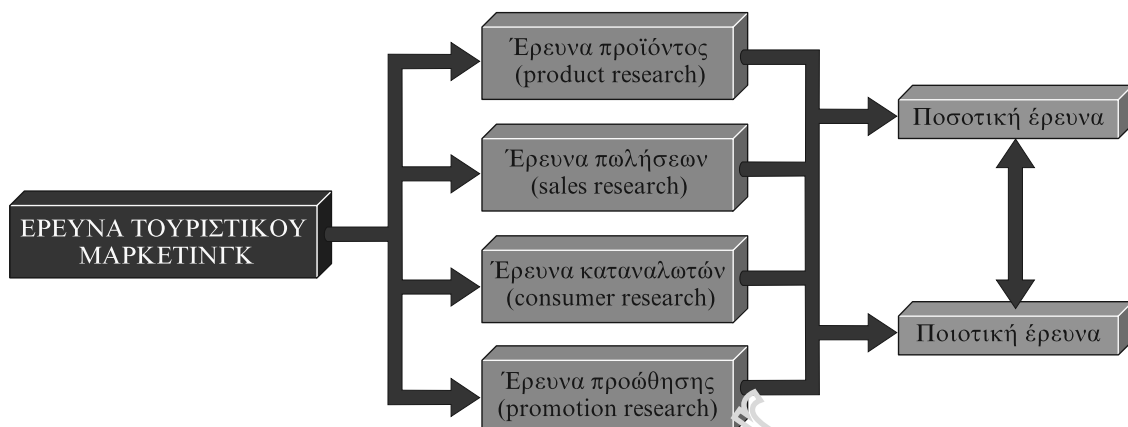 ΕΡΕΥΝΑ ΤΟΥΡΙΣΤΙΚΟΥ
ΜΑΡΚΕΤΙΝΓΚ
Έρευνα προϊόντος
(product research)
Έρευνα πωλήσεων
(sales research)
Έρευνα καταναλωτών
(consumer research)
Έρευνα προώθησης
(promotion research)
Ποσοτική έρευνα
Ποιοτική έρευνα